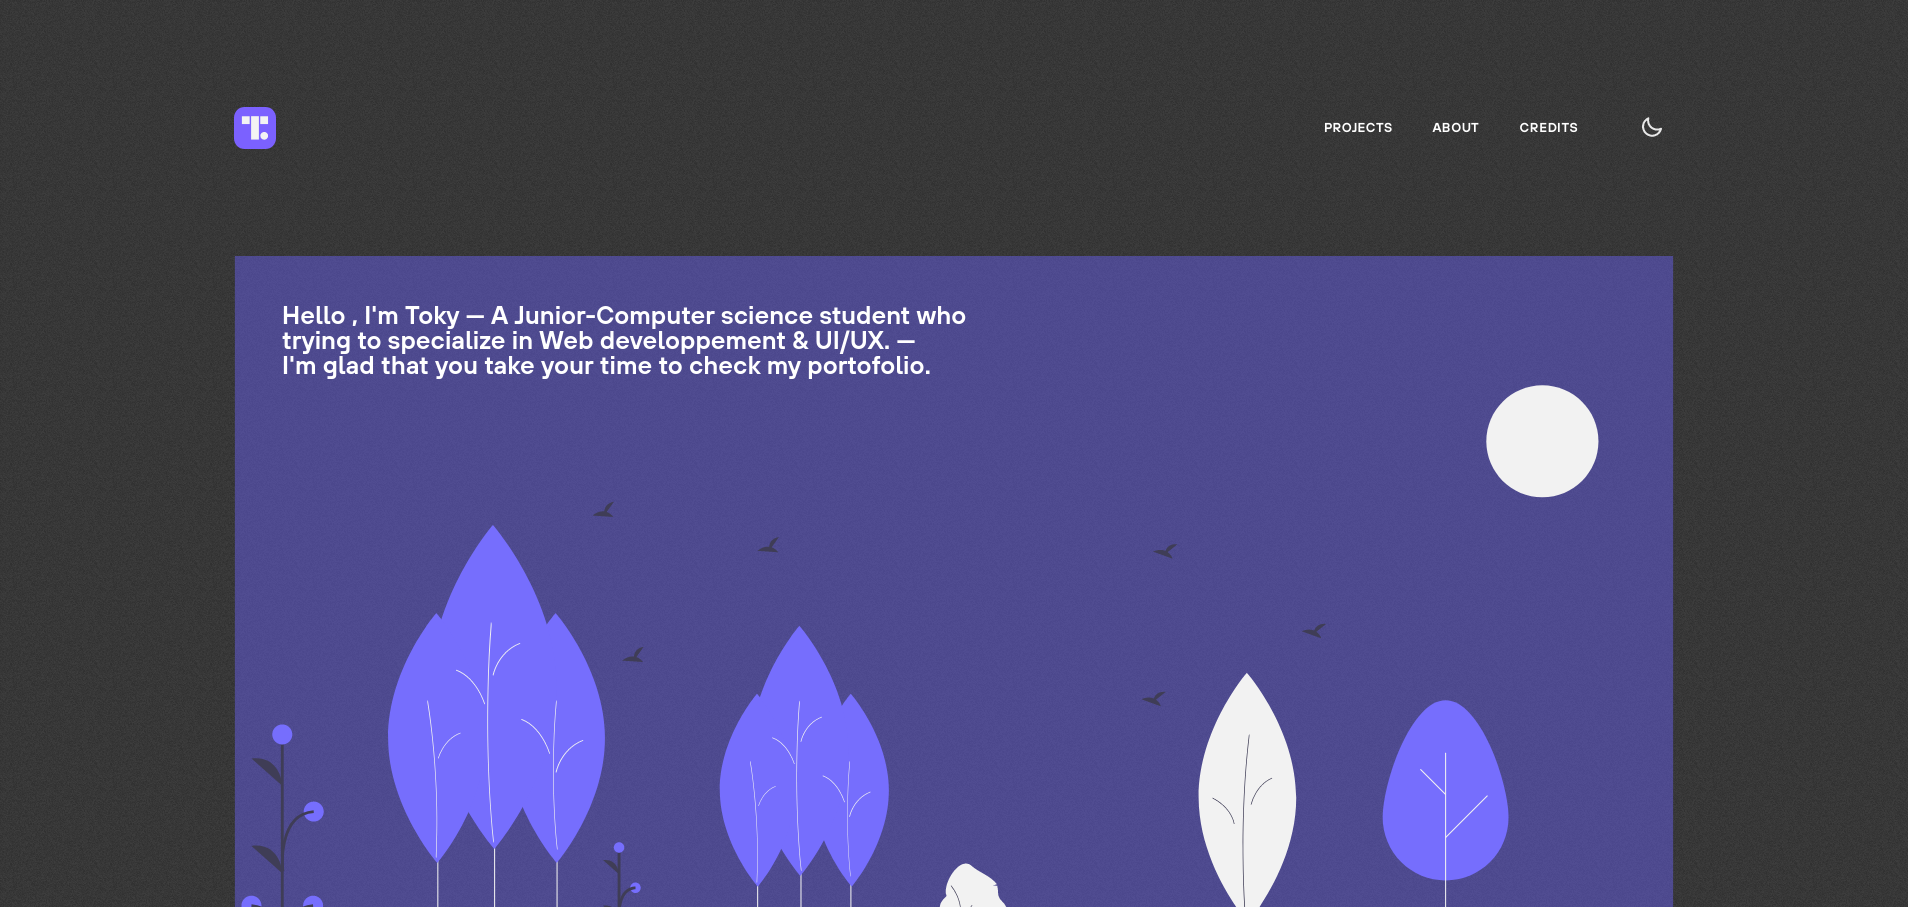 T.
PROJECTS ABOUT CREDITS
Hello , I'm Toky — A Junior-Computer science student who
trying to specialize in Web developpement & UI/UX. —
I'm glad that you take your time to check my portofolio.